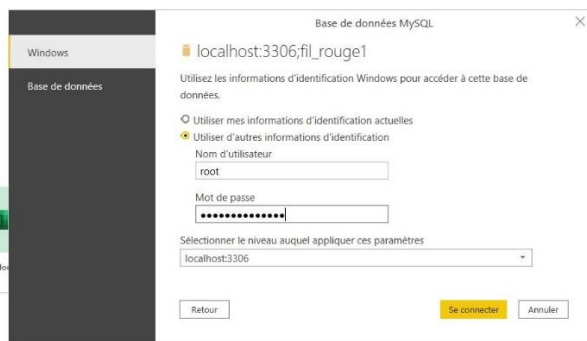 Base de données MySQL
Windows
Base de données
localhost:3306;fil_rouge1
Utilisez les informations d'identification Windows pour accéder à cette base de
données.
Utiliser mes informations d'identification actuelles
Utiliser d'autres informations d'identification
Nom d'utilisateur
root
Mot de passe
••••••••••••••
Sélectionner le niveau auquel appliquer ces paramètres
localhost:3306
Retour
Se connecter
Annuler